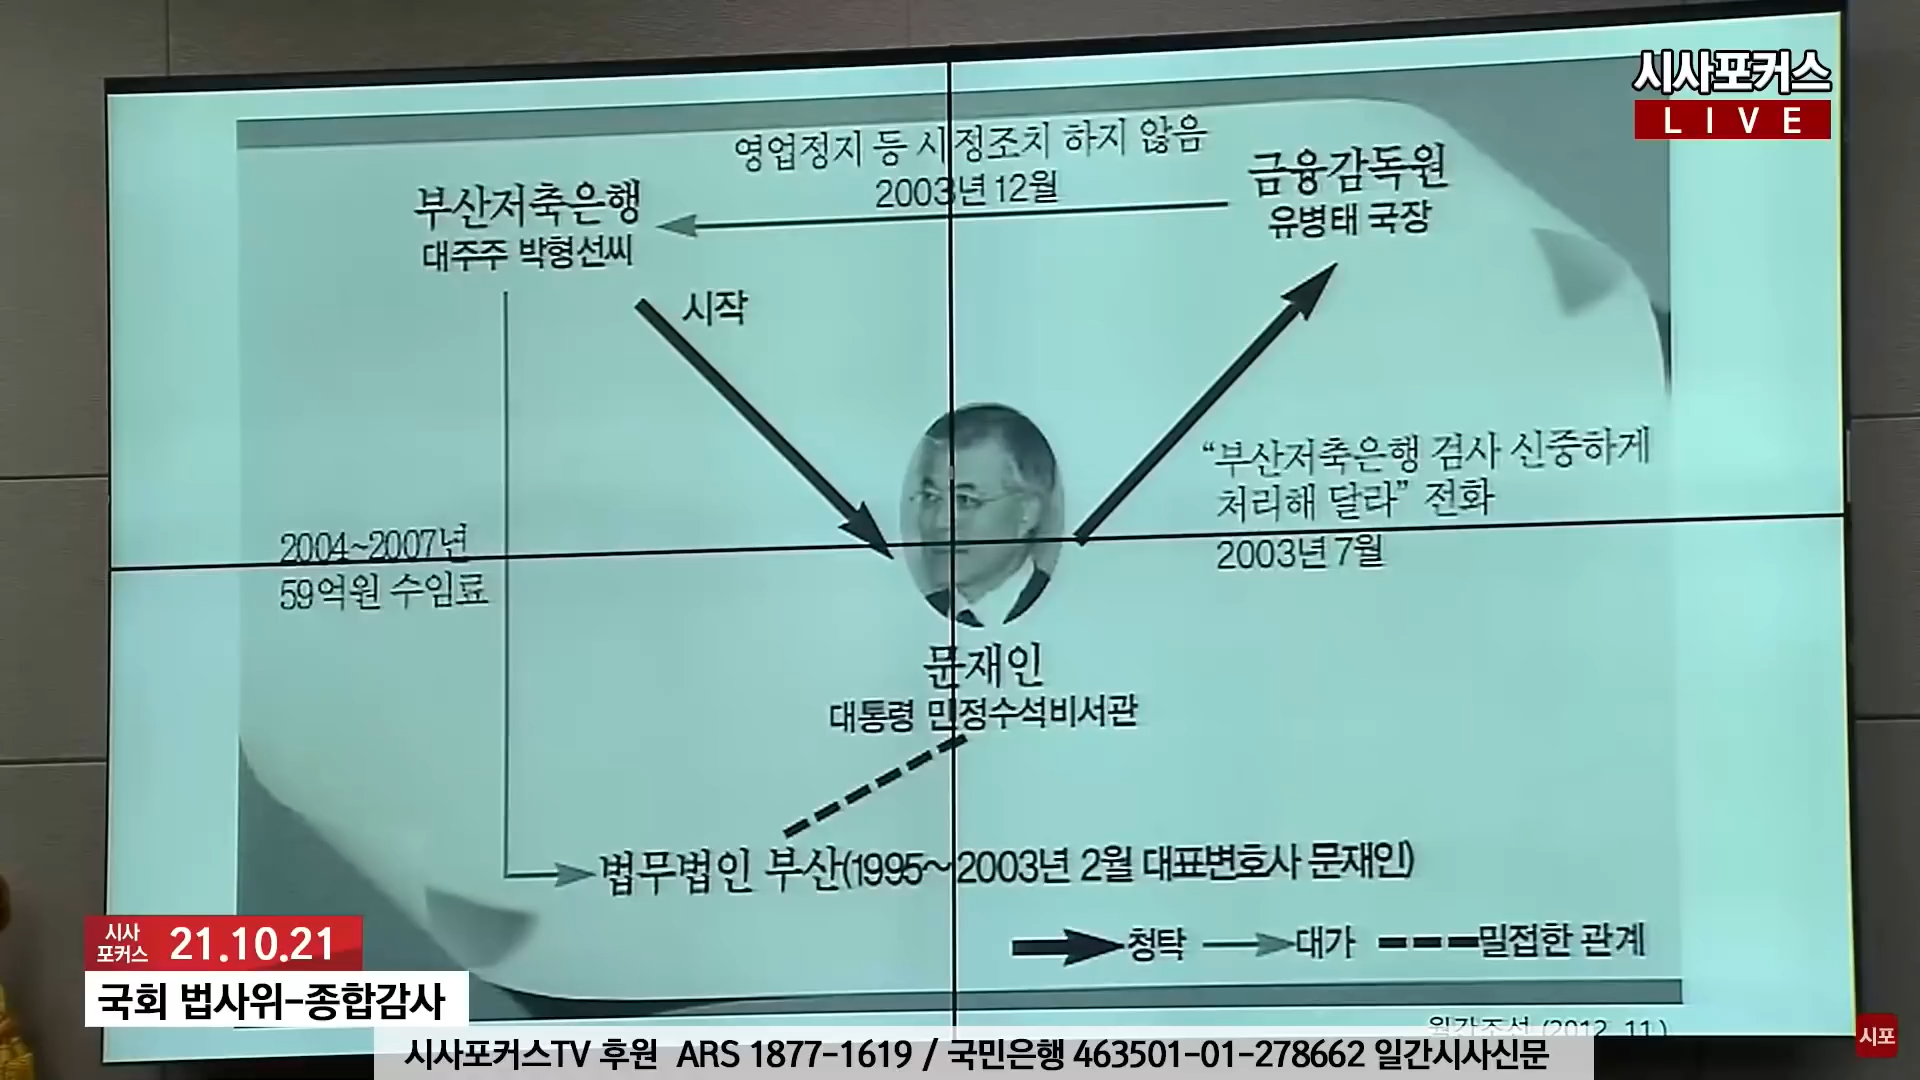 시사포커스
LIVE
영업정지 등 시정조치 하지 않음
2003년 12월
부산저축은행
대주주 박형선씨
금융감독원
유병태 국장
시작
“부산저축은행 검사 신중하게
처리해 달라” 전화
2003년 7월
2004~2007년
59억원 수임료
문재인
대통령 민정수석비서관
법무법인 부산(1995~2003년 2월 대표변호사 문재인)
청탁
대가
밀접한 관계
월간조선 (2012. 11.)
시사
포커스
21.10.21
국회 법사위-종합감사
시사포커스TV 후원 ARS 1877-1619 / 국민은행 463501-01-278662 일간시사신문
시포